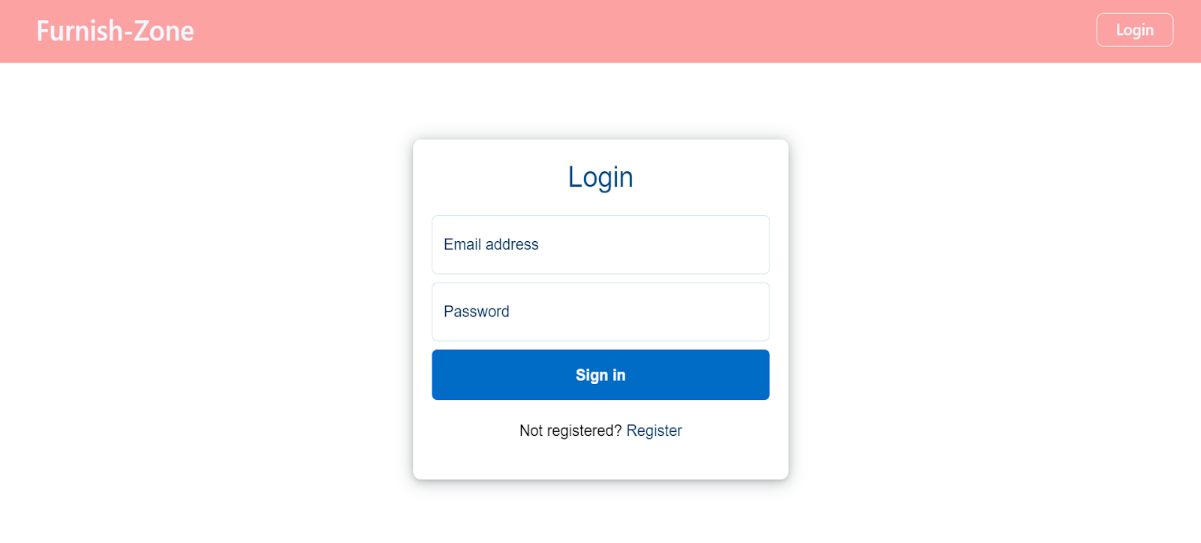 Furnish-Zone
Login
Login
Email address
Password
Sign in
Not registered? Register